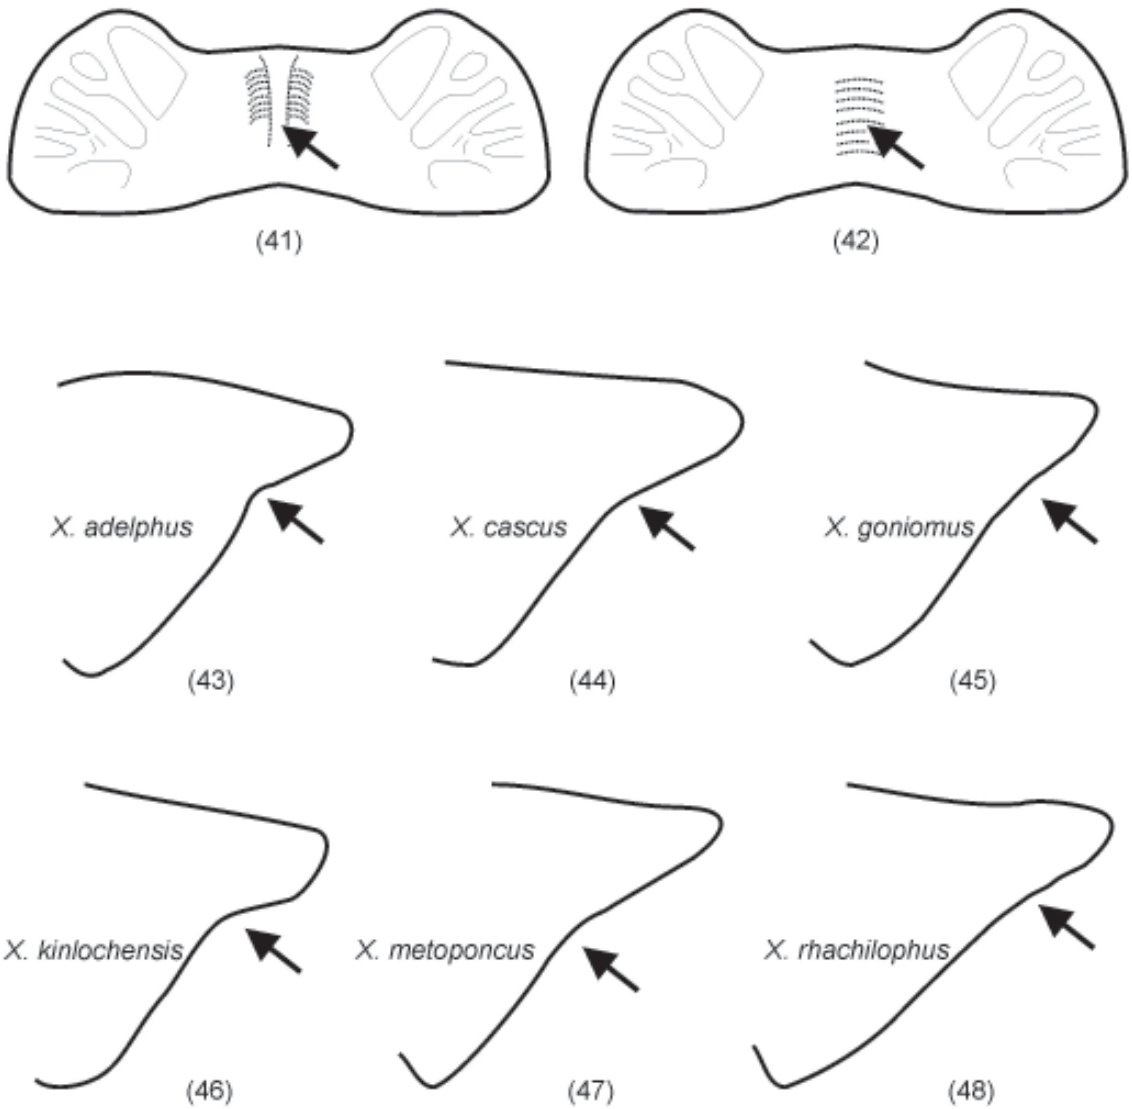 (41)
(42)
X. adelphus
X. cascus
X. goniomus
(43)
(44)
(45)
X. kinlochensis
X. metoponcus
X. rhachilophus
(46)
(47)
(48)